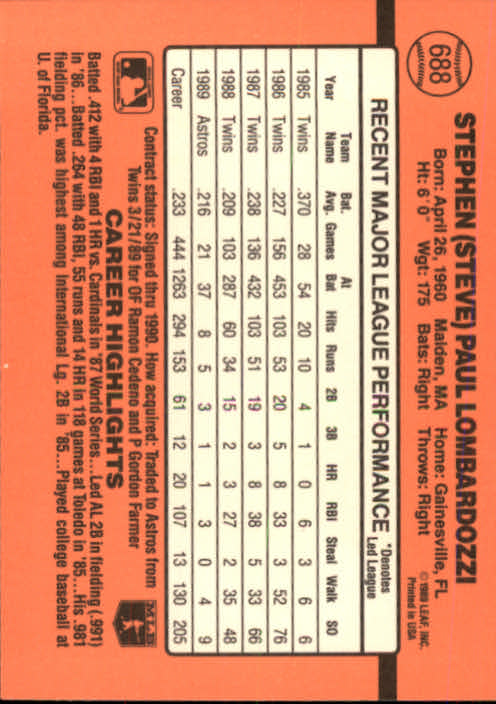 688
STEPHEN (STEVE) PAUL LOMBARDOZZI
Born: April 26, 1960 Malden, MA Home: Gainesville, FL
Ht: 6' 0" Wgt: 175 Bats: Right Throws: Right
© 1989 LEAF, INC.
Printed in USA
RECENT MAJOR LEAGUE PERFORMANCE *Denotes Led League
Year Team Name Bat. Avg. Games At Bat Hits Runs 2B 3B HR RBI Steal Walk SO
1985 Twins .370 28 54 20 10 4 1 0 6 3 6 6
1986 Twins .227 156 453 103 53 20 5 8 33 3 52 76
1987 Twins .238 136 432 103 51 19 3 8 38 5 33 66
1988 Twins .209 103 287 60 34 15 2 3 27 2 35 48
1989 Astros .216 21 37 8 5 3 1 1 3 0 4 9
Career .233 444 1263 294 153 61 12 20 107 13 130 205
Contract status: Signed thru 1990. How acquired: Traded to Astros from
Twins 3/21/89 for OF Ramon Cedeno and P Gordon Farmer
CAREER HIGHLIGHTS
MLB
Batted .412 with 4 RBI and 1 HR vs. Cardinals in '87 World Series...Led AL 2B in fielding (.991)
in '86...Batted .264 with 48 RBI, 55 runs and 14 HR in 118 games at Toledo in '85...His .981
fielding pct. was highest among International Lg. 2B in '85...Played college baseball at
U. of Florida.